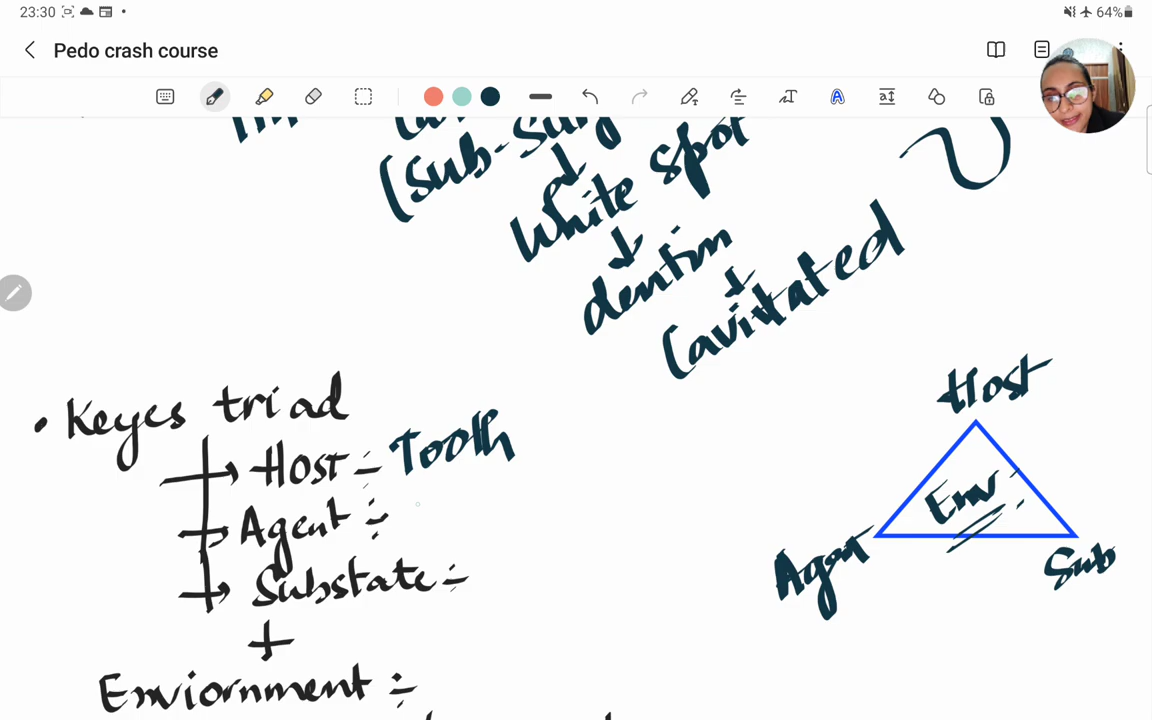 23:30
64%
Pedo crash course
(Sub-
White spot
dentin
Cavitated
• Keyes triad
Host
Host ÷ Tooth
Env
Agent ÷
Agent
Sub
Substate ÷
+
Enviornment ÷